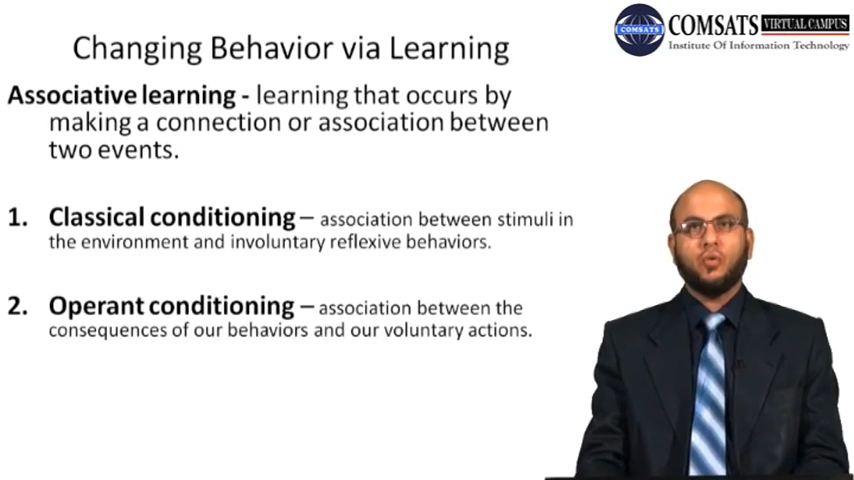 COMSATS
COMSATS VIRTUAL CAMPUS
Institute Of Information Technology
Changing Behavior via Learning
Associative learning - learning that occurs by
making a connection or association between
two events.
1. Classical conditioning – association between stimuli in
the environment and involuntary reflexive behaviors.
2. Operant conditioning – association between the
consequences of our behaviors and our voluntary actions.